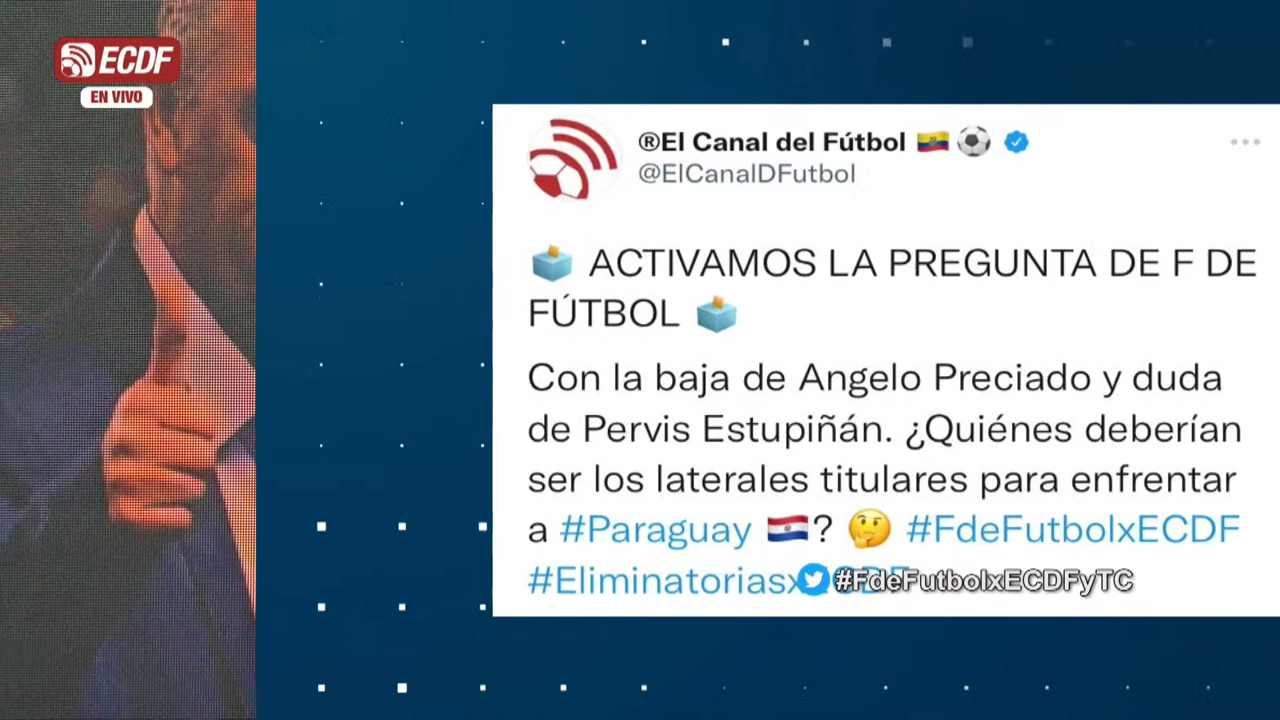 ECDF
EN VIVO
®El Canal del Fútbol
@ElCanalDFutbol
ACTIVAMOS LA PREGUNTA DE F DE
FÚTBOL
Con la baja de Angelo Preciado y duda
de Pervis Estupiñán. ¿Quiénes deberían
ser los laterales titulares para enfrentar
a #Paraguay ? #FdeFutbolxECDF
#EliminatoriasxECDF
#FdeFutbolxECDFyTC